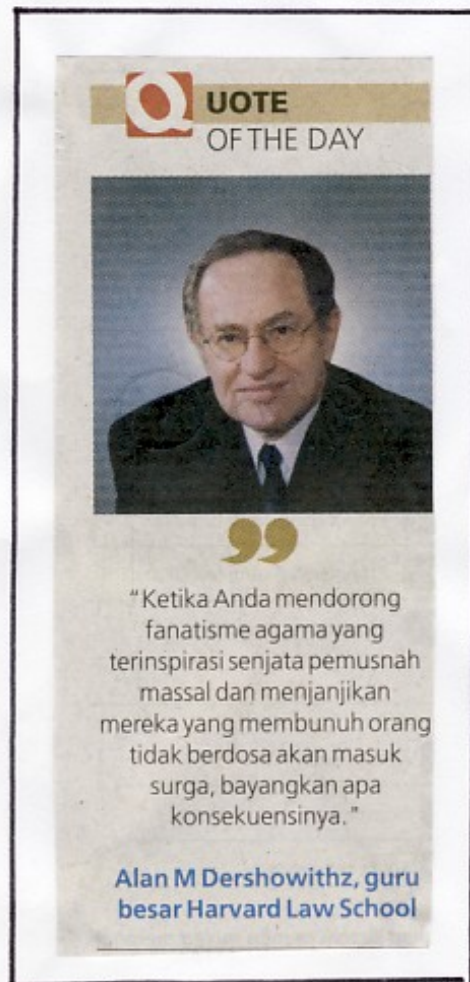 QUOTE
OF THE DAY
”
“Ketika Anda mendorong
fanatisme agama yang
terinspirasi senjata pemusnah
massal dan menjanjikan
mereka yang membunuh orang
tidak berdosa akan masuk
surga, bayangkan apa
konsekuensinya.”
Alan M Dershowithz, guru
besar Harvard Law School